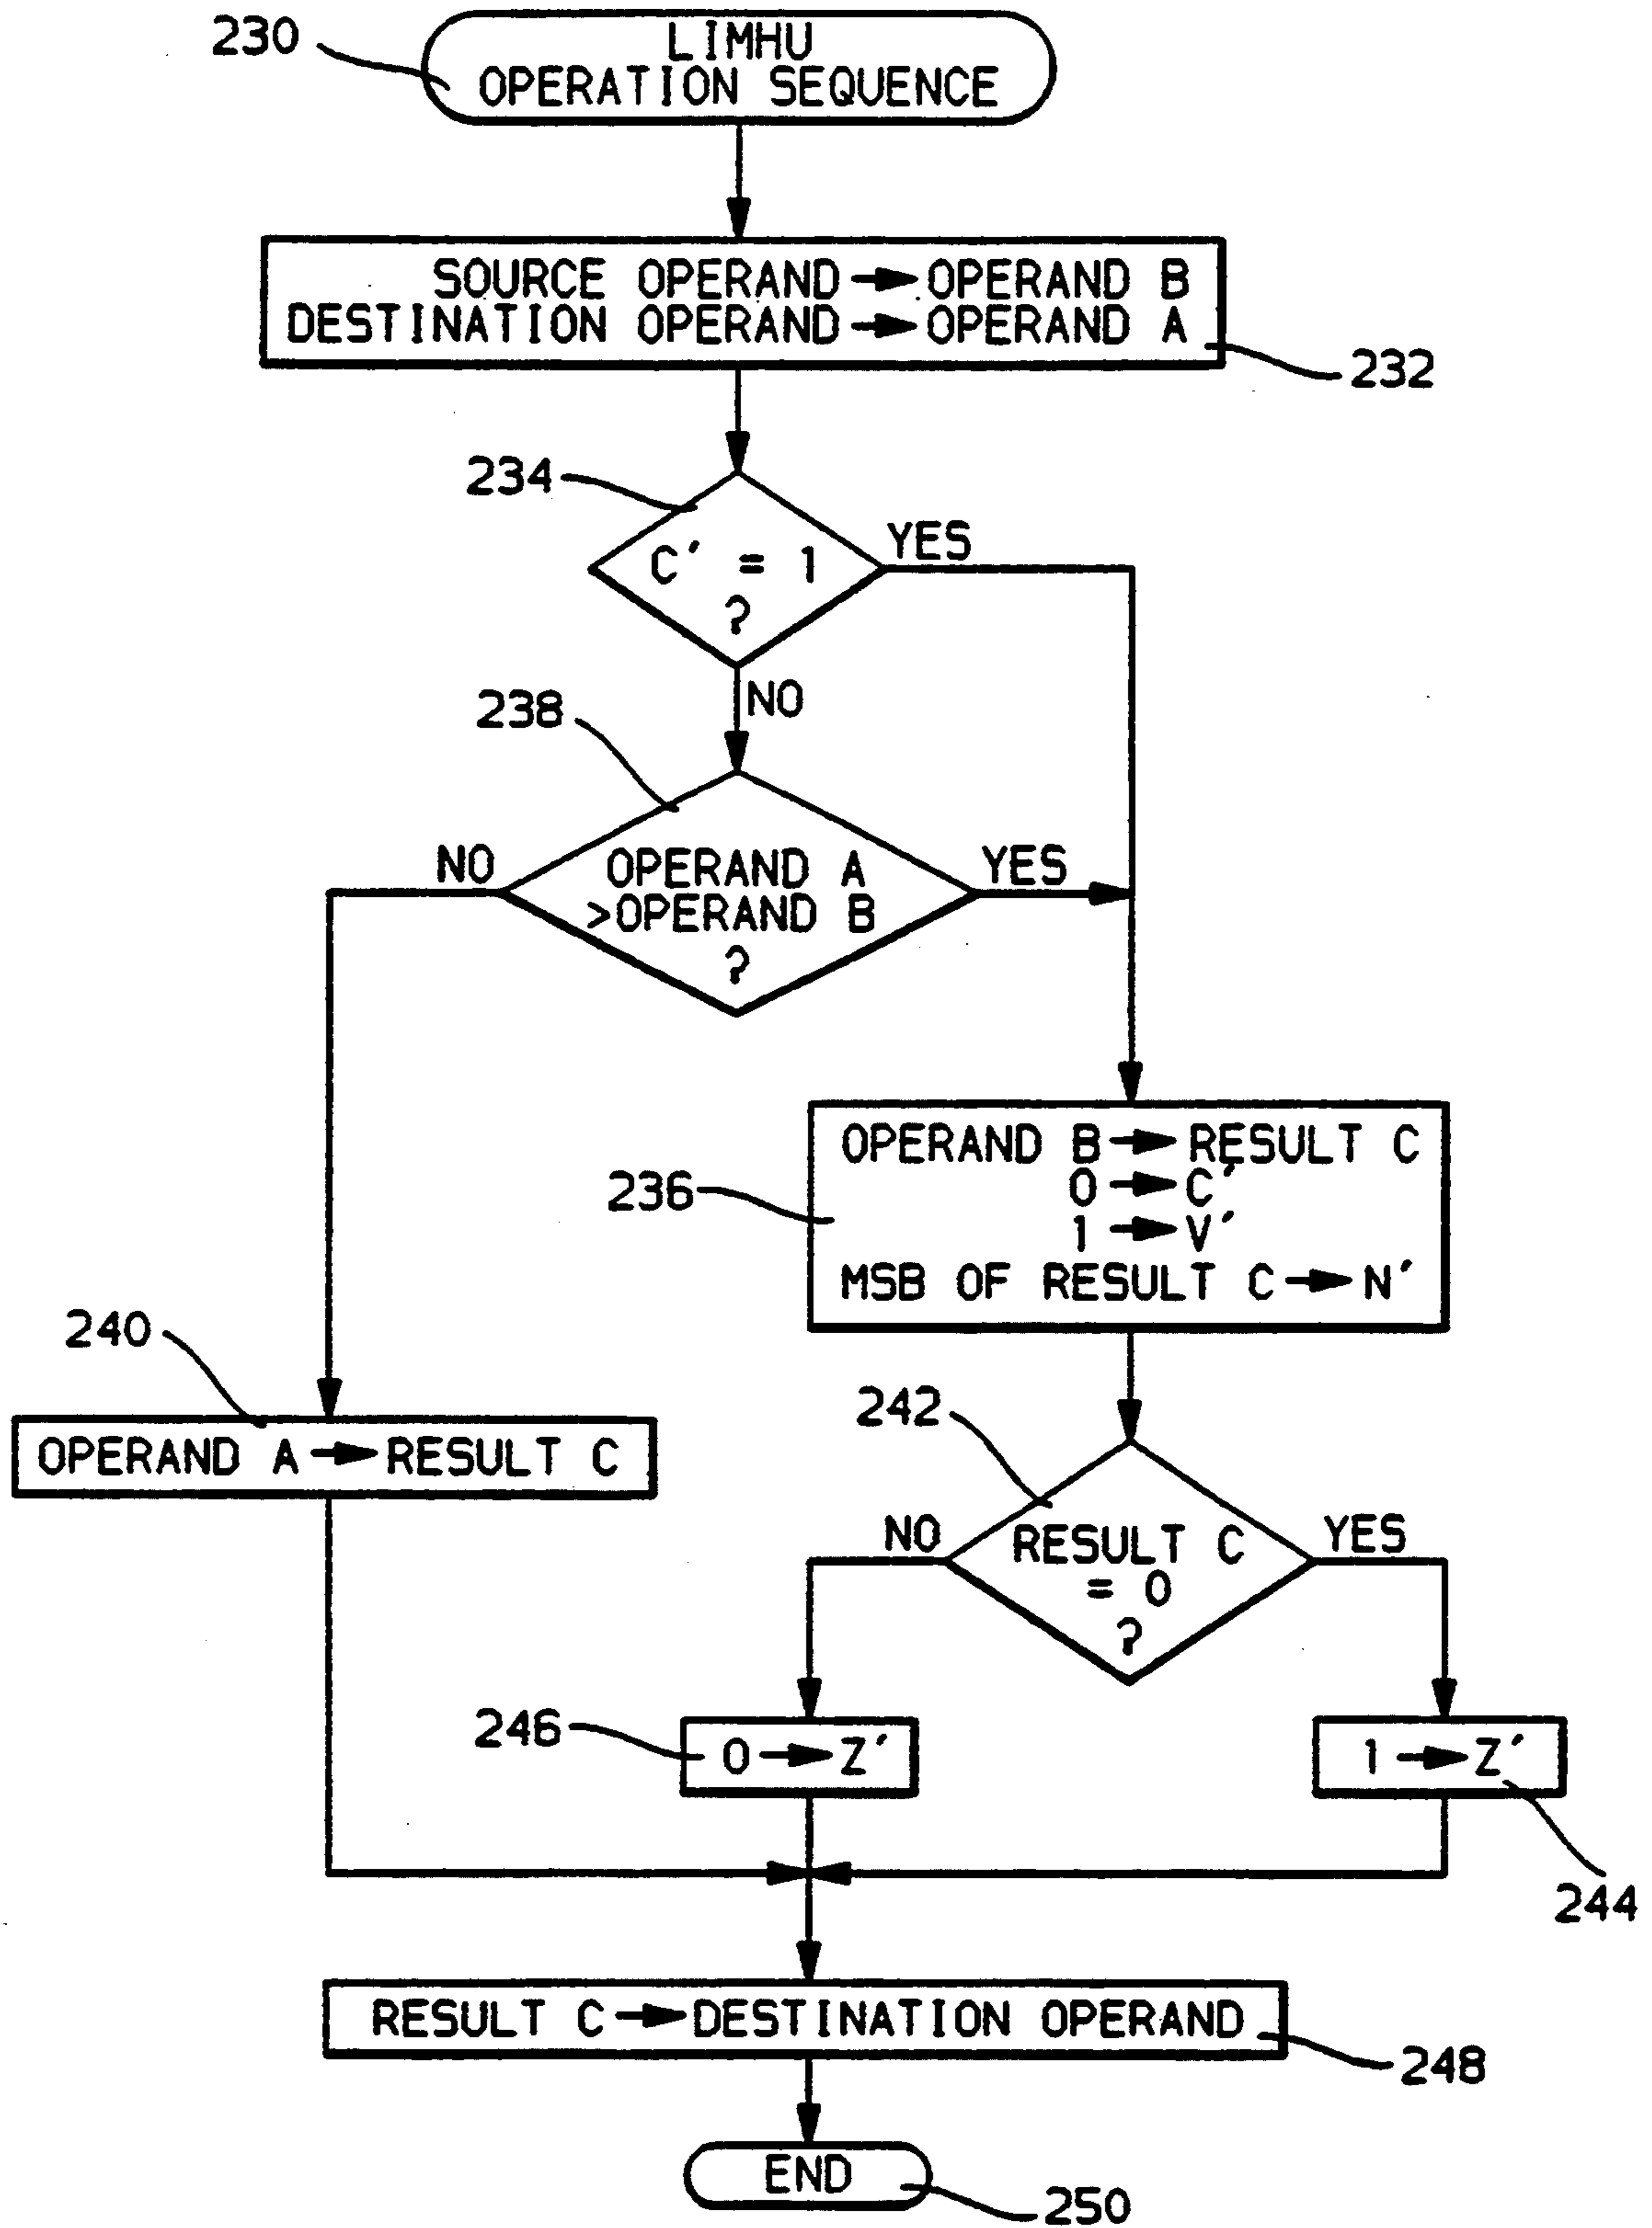 230
LIMHU
OPERATION SEQUENCE
SOURCE OPERAND → OPERAND B
DESTINATION OPERAND → OPERAND A
232
234
C' = 1
?
YES
NO
238
NO
OPERAND A
>OPERAND B
?
YES
236
OPERAND B → RESULT C
0 → C'
1 → V'
MSB OF RESULT C → N'
240
OPERAND A → RESULT C
242
NO
RESULT C
= 0
?
YES
246
0 → Z'
1 → Z'
244
RESULT C → DESTINATION OPERAND
248
END
250